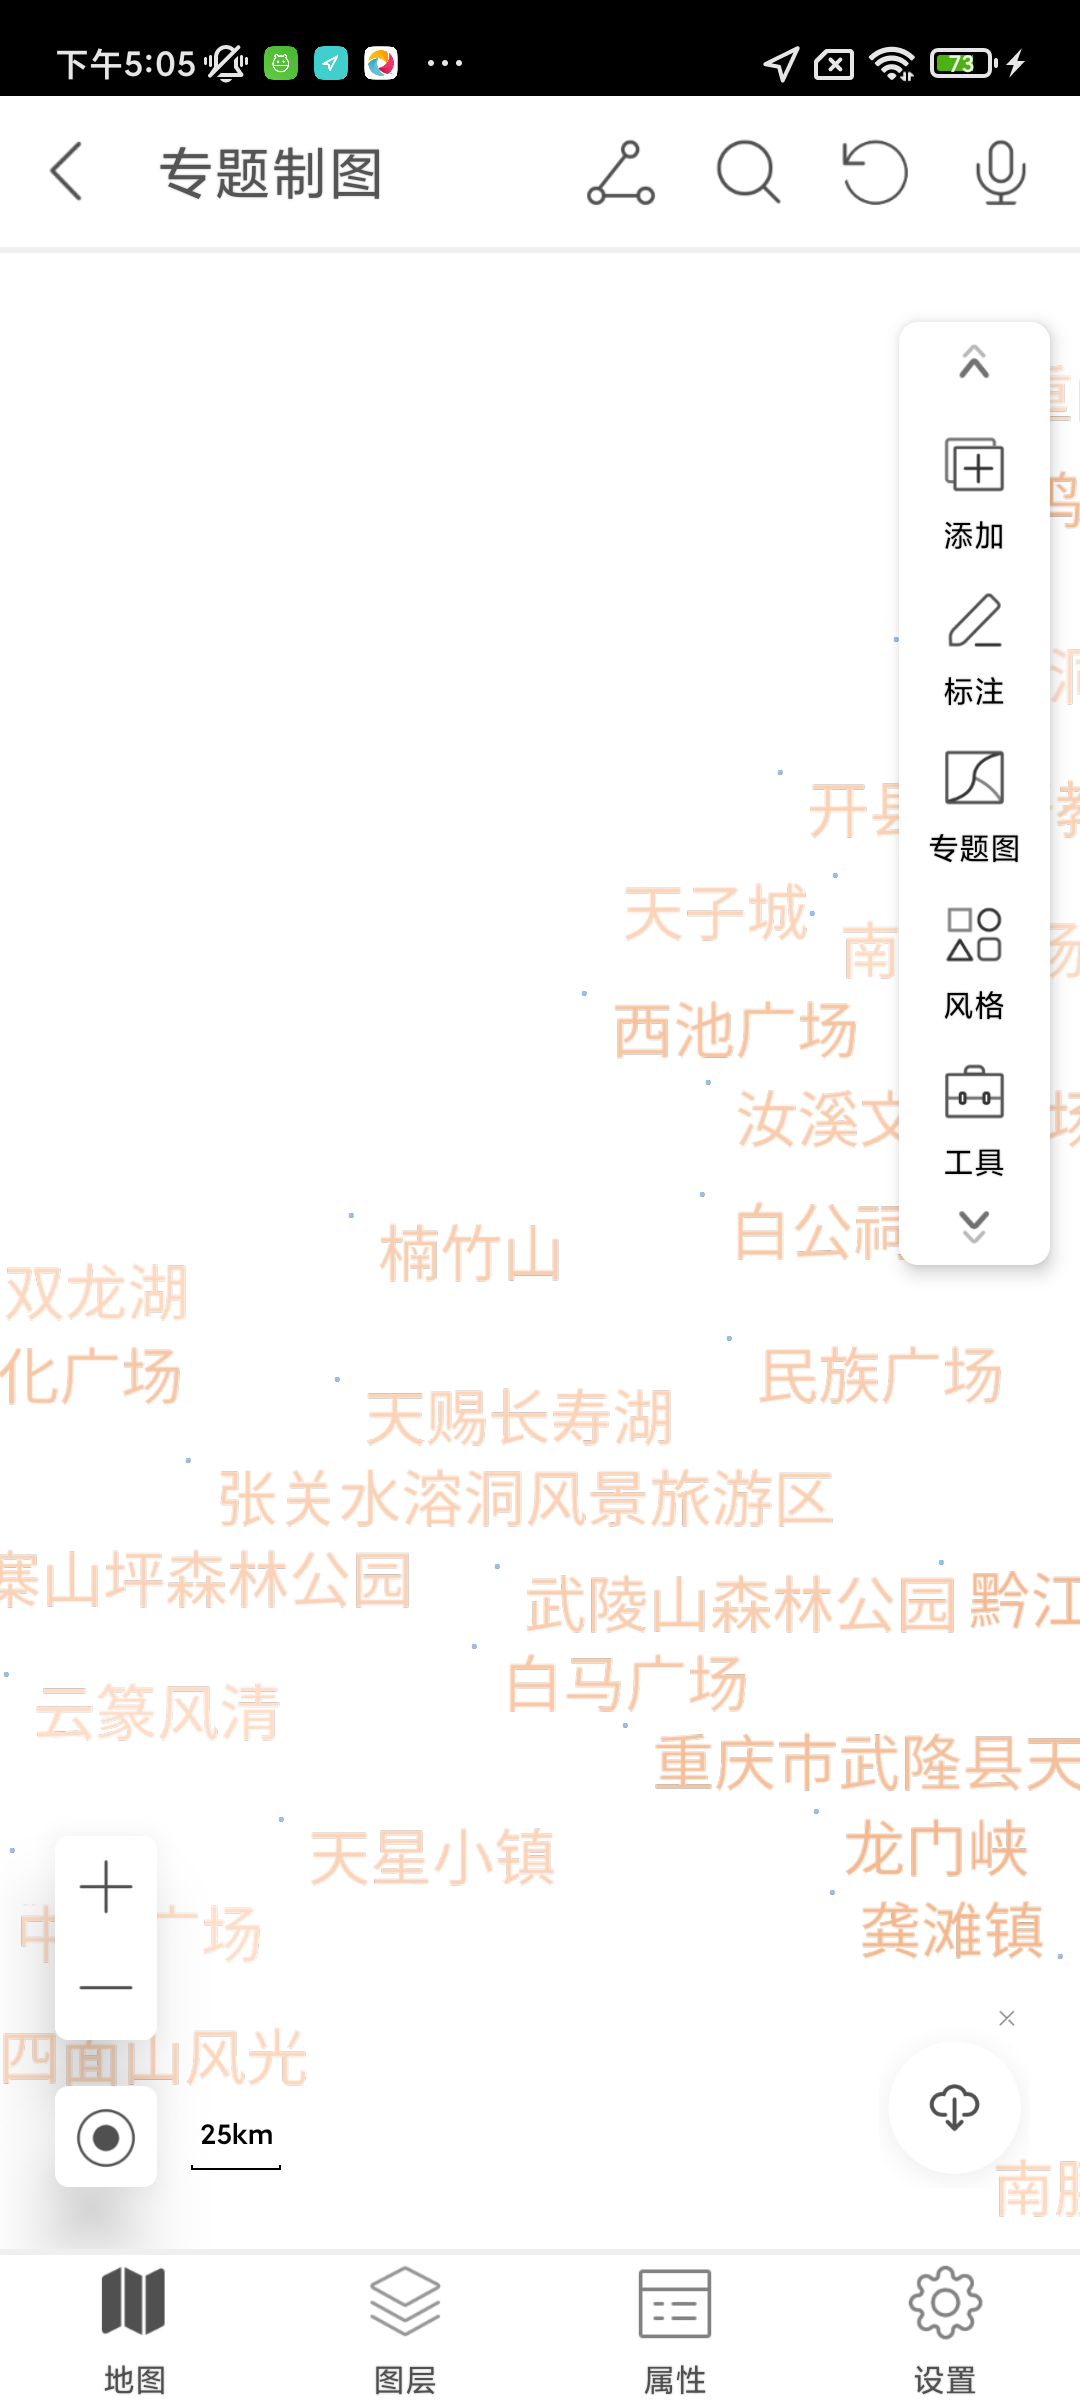 下午5:05
73
专题制图
添加
标注
专题图
开县
天子城
南
风格
西池广场
汝溪文
工具
白公祠
楠竹山
双龙湖
化广场
民族广场
天赐长寿湖
张关水溶洞风景旅游区
寨山坪森林公园
武陵山森林公园
黔江
白马广场
云篆风清
重庆市武隆县天
龙门峡
天星小镇
广场
龚滩镇
四面山风光
25km
南
地图
图层
属性
设置